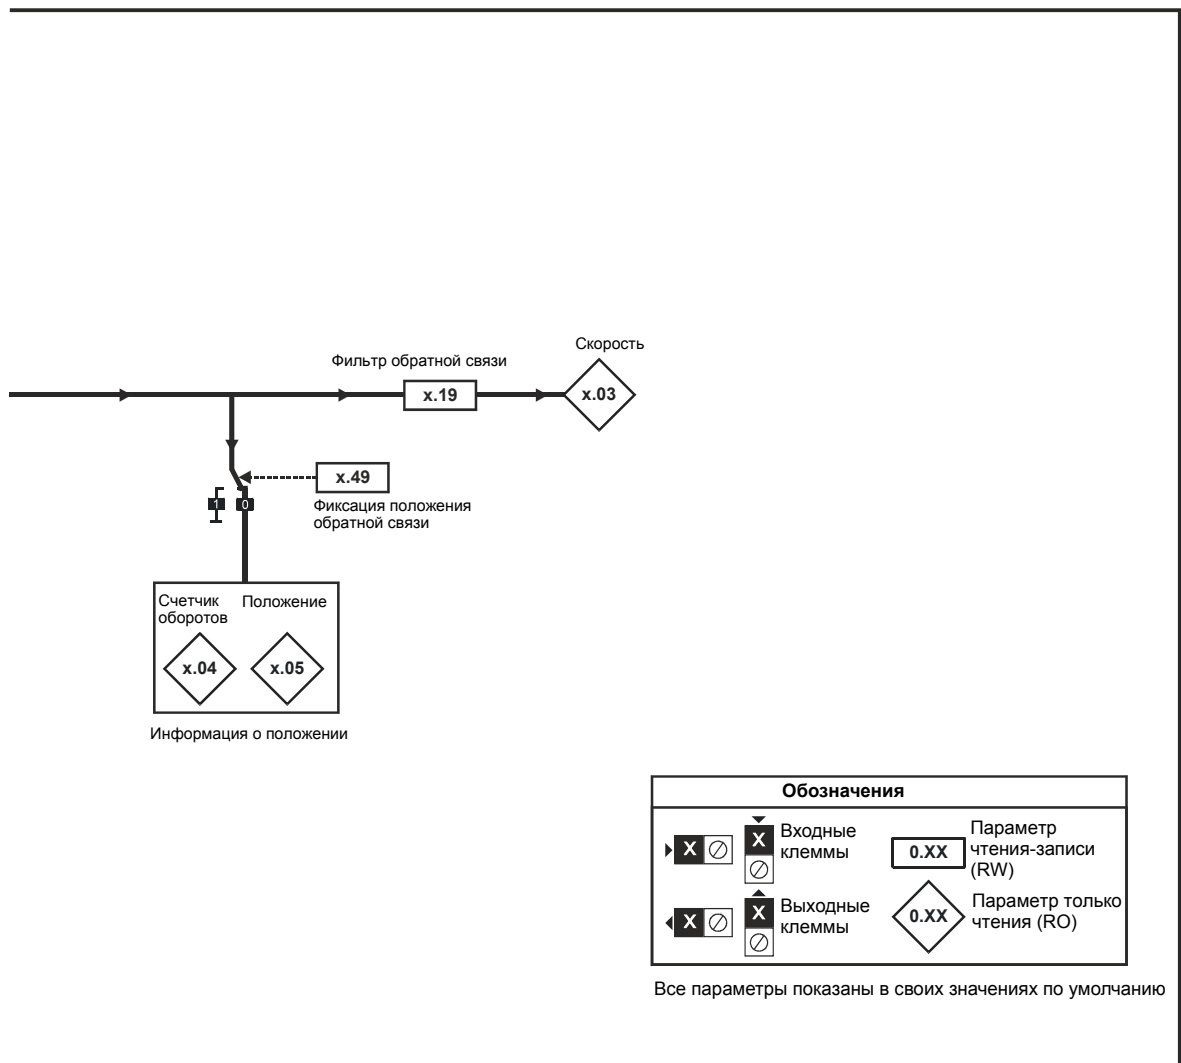 Скорость
Фильтр обратной связи
x.19
x.03
x.49
1
0
Фиксация положения
обратной связи
Счетчик
оборотов
Положение
x.04
x.05
Информация о положении
Обозначения
X
X
Входные
клеммы
0.XX
Параметр
чтения-записи
(RW)
X
X
Выходные
клеммы
0.XX
Параметр только
чтения (RO)
Все параметры показаны в своих значениях по умолчанию